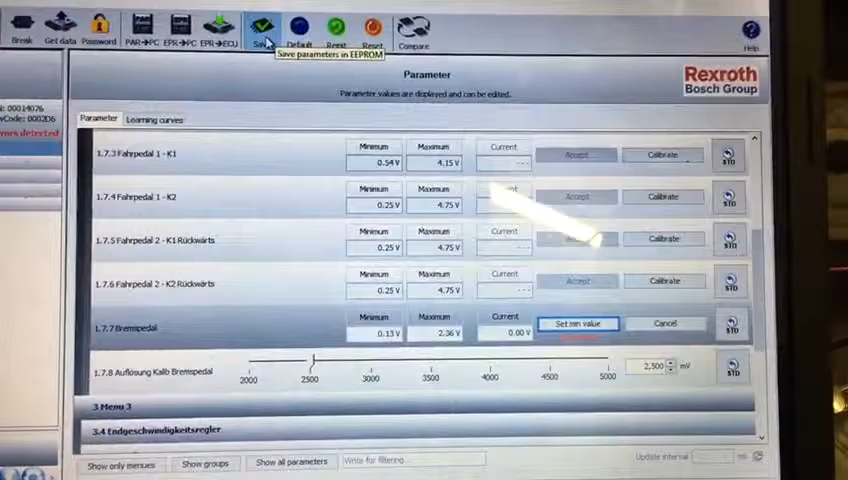 Break Get data Password PAR→PC EPR→PC EPR→ECU Save Default Reinit Reset Compare Help
Save parameters in EEPROM
Parameter
Parameter values are displayed and can be edited.
Rexroth
Bosch Group
00014076
Code: 0002D6
errors detected
Parameter Learning curves
1.7.3 Fahrpedal 1 - K1 Minimum 0.54 V Maximum 4.15 V Current --- Accept Calibrate STD
1.7.4 Fahrpedal 1 - K2 Minimum 0.25 V Maximum 4.75 V Accept Calibrate STD
1.7.5 Fahrpedal 2 - K1 Rückwärts Minimum 0.25 V Maximum 4.75 V Current --- Calibrate STD
1.7.6 Fahrpedal 2 - K2 Rückwärts Minimum 0.25 V Maximum 4.75 V Current --- Accept Calibrate STD
1.7.7 Bremspedal Minimum 0.13 V Maximum 2.36 V Current 0.00 V Set min value Cancel STD
1.7.8 Auflösung Kalib Bremspedal 2000 2500 3000 3500 4000 4500 5000 2,500 mV STD
3 Menu 3
3.4 Endgeschwindigkeitsregler
Show only menues Show groups Show all parameters Write for filtering Update interval ms